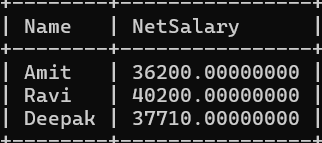 | Name | NetSalary |
| Amit | 36200.00000000 |
| Ravi | 40200.00000000 |
| Deepak | 37710.00000000 |